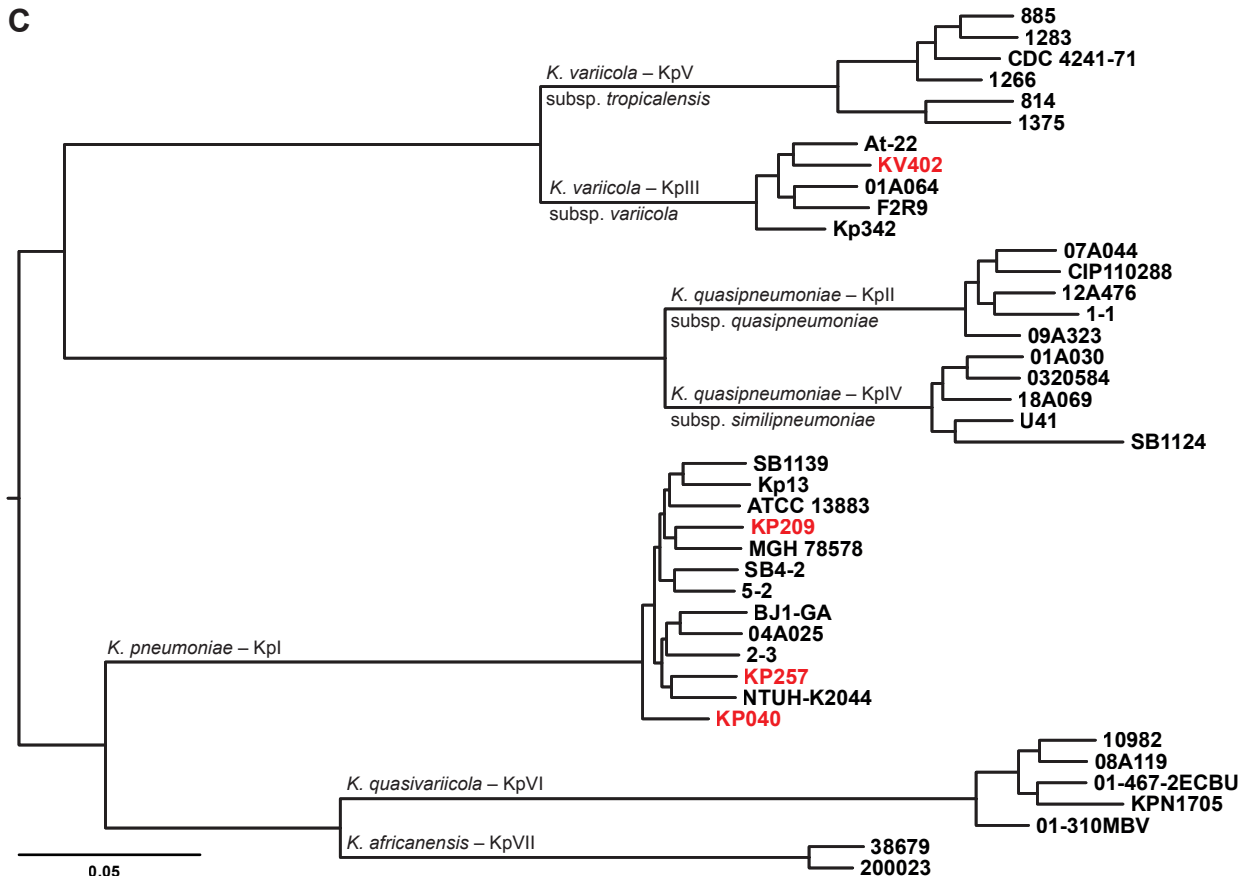 C
885
1283
CDC 4241-71
K. variicola – KpV
1266
subsp. tropicalensis
814
1375
At-22
KV402
K. variicola – KpIII
01A064
subsp. variicola
F2R9
Kp342
07A044
CIP110288
K. quasipneumoniae – KpII
12A476
subsp. quasipneumoniae
1-1
09A323
01A030
0320584
K. quasipneumoniae – KpIV
18A069
subsp. similipneumoniae
U41
SB1124
SB1139
Kp13
ATCC 13883
KP209
MGH 78578
SB4-2
5-2
BJ1-GA
04A025
K. pneumoniae – KpI
2-3
KP257
NTUH-K2044
KP040
10982
08A119
K. quasivariicola – KpVI
01-467-2ECBU
KPN1705
01-310MBV
K. africanensis – KpVII
38679
200023
0.05